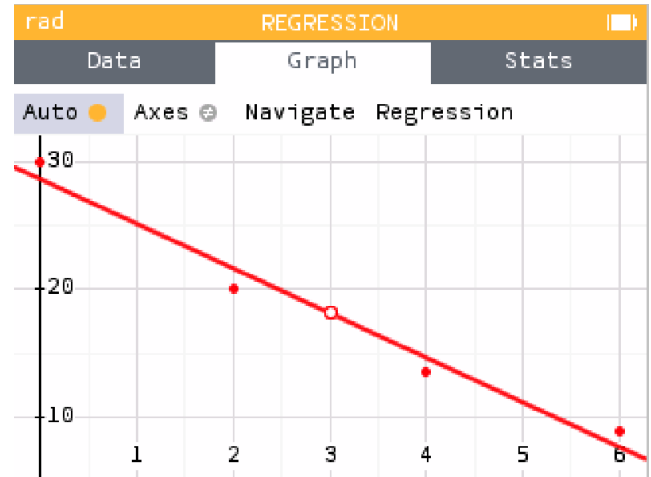 rad REGRESSION
Data Graph Stats
Auto Axes Navigate Regression
30
20
10
1 2 3 4 5 6